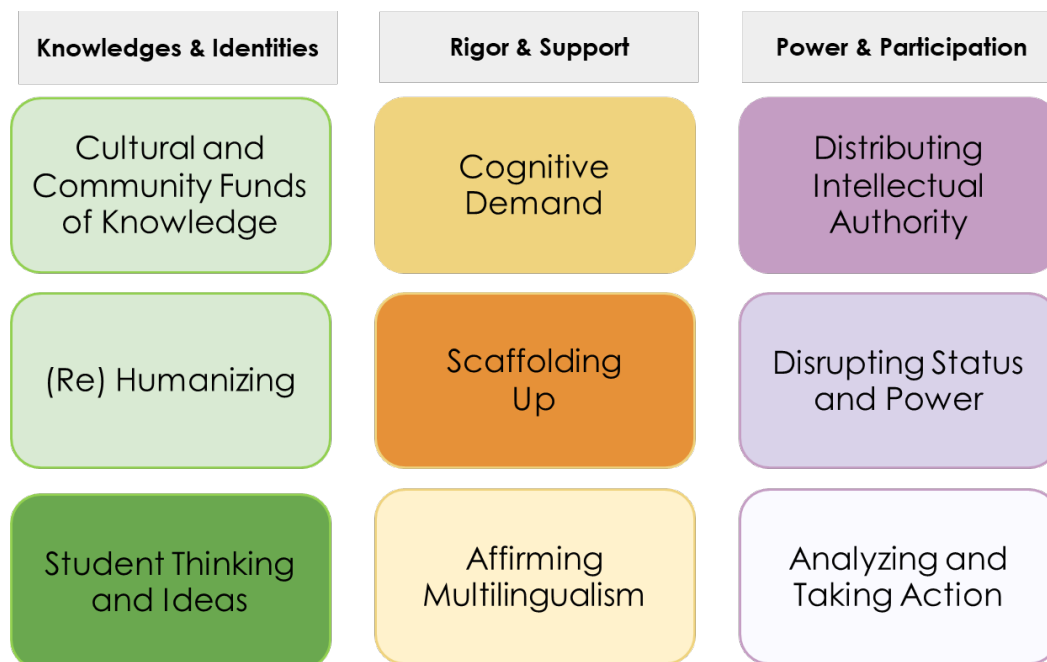 Knowledges & Identities
Rigor & Support
Power & Participation
Cultural and
Community Funds
of Knowledge
Cognitive
Demand
Distributing
Intellectual
Authority
(Re) Humanizing
Scaffolding
Up
Disrupting Status
and Power
Student Thinking
and Ideas
Affirming
Multilingualism
Analyzing and
Taking Action